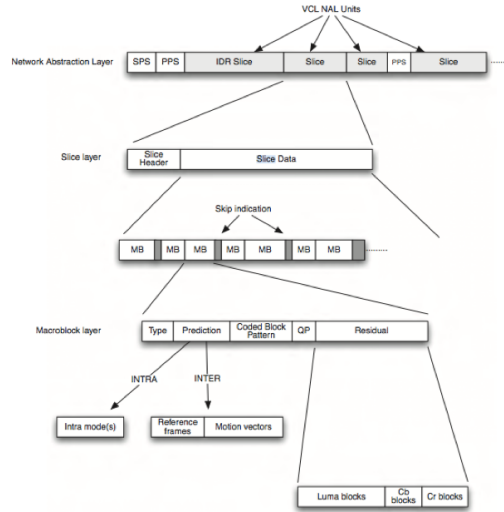 VCL NAL Units
Network Abstraction Layer
SPS PPS IDR Slice Slice Slice PPS Slice
Slice layer
Slice
Header
Slice Data
Skip indication
MB MB MB MB MB MB MB
Macroblock layer
Type Prediction
Coded Block
Pattern
QP Residual
INTRA INTER
Intra mode(s)
Reference
frames
Motion vectors
Luma blocks
Cb
blocks
Cr blocks